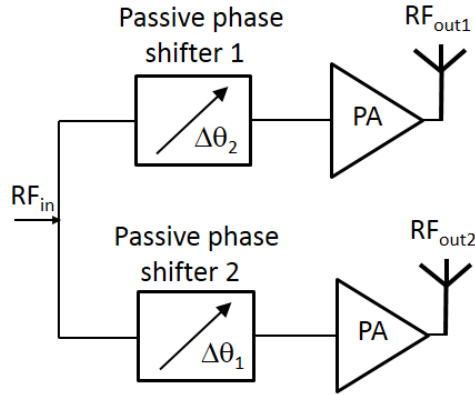 Passive phase
shifter 1
RFout1
Δθ2
PA
RFin
Passive phase
shifter 2
RFout2
Δθ1
PA